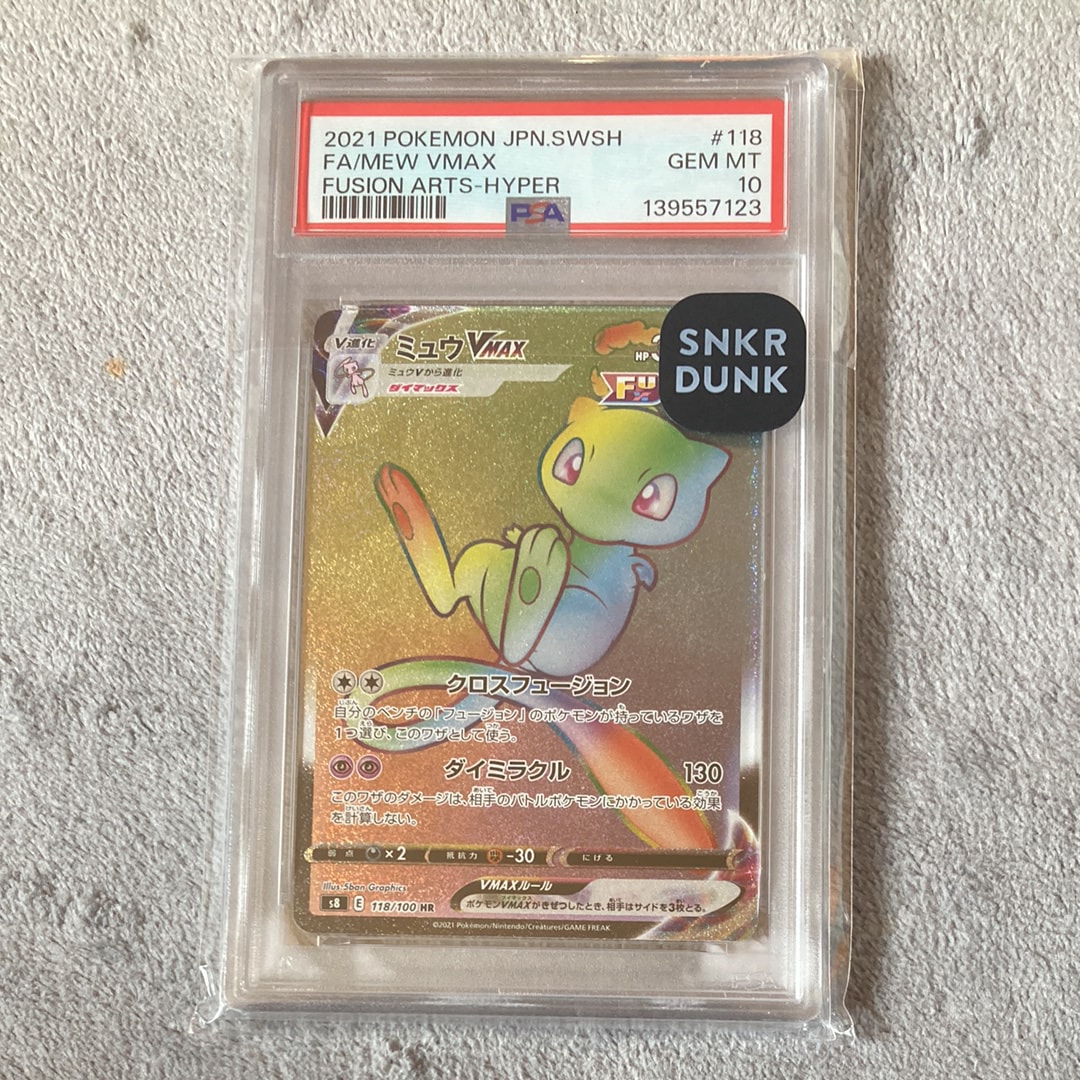 2021 POKEMON JPN.SWSH #118
FA/MEW VMAX GEM MT
FUSION ARTS-HYPER 10
PSA 139557123
SNKR
DUNK
V進化 ミュウVMAX HP
ミュウVから進化
ダイマックス
FU
クロスフュージョン
自分のベンチの「フュージョン」のポケモンが持っているワザを
1つ選び、このワザとして使う。
ダイミラクル 130
このワザのダメージは、相手のバトルポケモンにかかっている効果
を計算しない。
弱点 ×2 抵抗力 -30 にげる
Illus. 5ban Graphics
VMAXルール
s8 E 118/100 HR
ポケモンVMAXがきぜつしたとき、相手はサイドを3枚とる。
©2021 Pokémon/Nintendo/Creatures/GAME FREAK